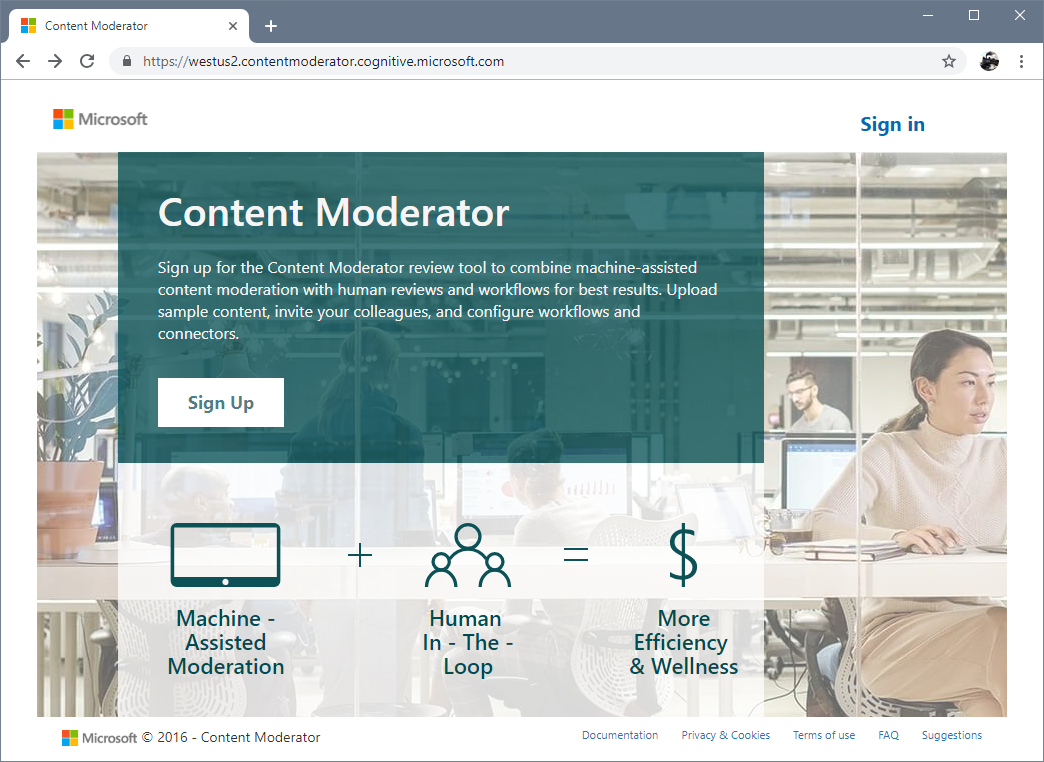 Content Moderator
https://westus2.contentmoderator.cognitive.microsoft.com
Microsoft
Sign in
Content Moderator
Sign up for the Content Moderator review tool to combine machine-assisted
content moderation with human reviews and workflows for best results. Upload
sample content, invite your colleagues, and configure workflows and
connectors.
Sign Up
Machine -
Assisted
Moderation
+
Human
In - The -
Loop
=
$
More
Efficiency
& Wellness
Microsoft © 2016 - Content Moderator
Documentation Privacy & Cookies Terms of use FAQ Suggestions